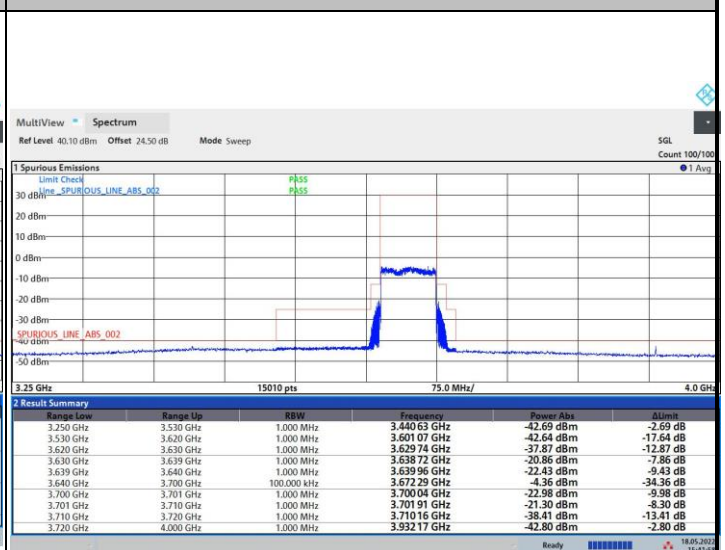 MultiView Spectrum
Ref Level 40.10 dBm Offset 24.50 dB Mode Sweep SGL
Count 100/100
1 Spurious Emissions 1 Avg
Limit Check PASS
Line _SPURIOUS_LINE_ABS_002 PASS
30 dBm
20 dBm
10 dBm
0 dBm
-10 dBm
-20 dBm
-30 dBm
SPURIOUS_LINE_ABS_002
-40 dBm
-50 dBm
3.25 GHz 15010 pts 75.0 MHz/ 4.0 GHz
2 Result Summary
Range Low Range Up RBW Frequency Power Abs ΔLimit
3.250 GHz 3.530 GHz 1.000 MHz 3.440 63 GHz -42.69 dBm -2.69 dB
3.530 GHz 3.620 GHz 1.000 MHz 3.601 07 GHz -42.64 dBm -17.64 dB
3.620 GHz 3.630 GHz 1.000 MHz 3.629 74 GHz -37.87 dBm -12.87 dB
3.630 GHz 3.639 GHz 1.000 MHz 3.638 72 GHz -20.86 dBm -7.86 dB
3.639 GHz 3.640 GHz 1.000 MHz 3.639 96 GHz -22.43 dBm -9.43 dB
3.640 GHz 3.700 GHz 100.000 kHz 3.672 29 GHz -4.36 dBm -34.36 dB
3.700 GHz 3.701 GHz 1.000 MHz 3.700 04 GHz -22.98 dBm -9.98 dB
3.701 GHz 3.710 GHz 1.000 MHz 3.701 91 GHz -21.30 dBm -8.30 dB
3.710 GHz 3.720 GHz 1.000 MHz 3.710 16 GHz -38.41 dBm -13.41 dB
3.720 GHz 4.000 GHz 1.000 MHz 3.932 17 GHz -42.80 dBm -2.80 dB
Ready 18.05.2022